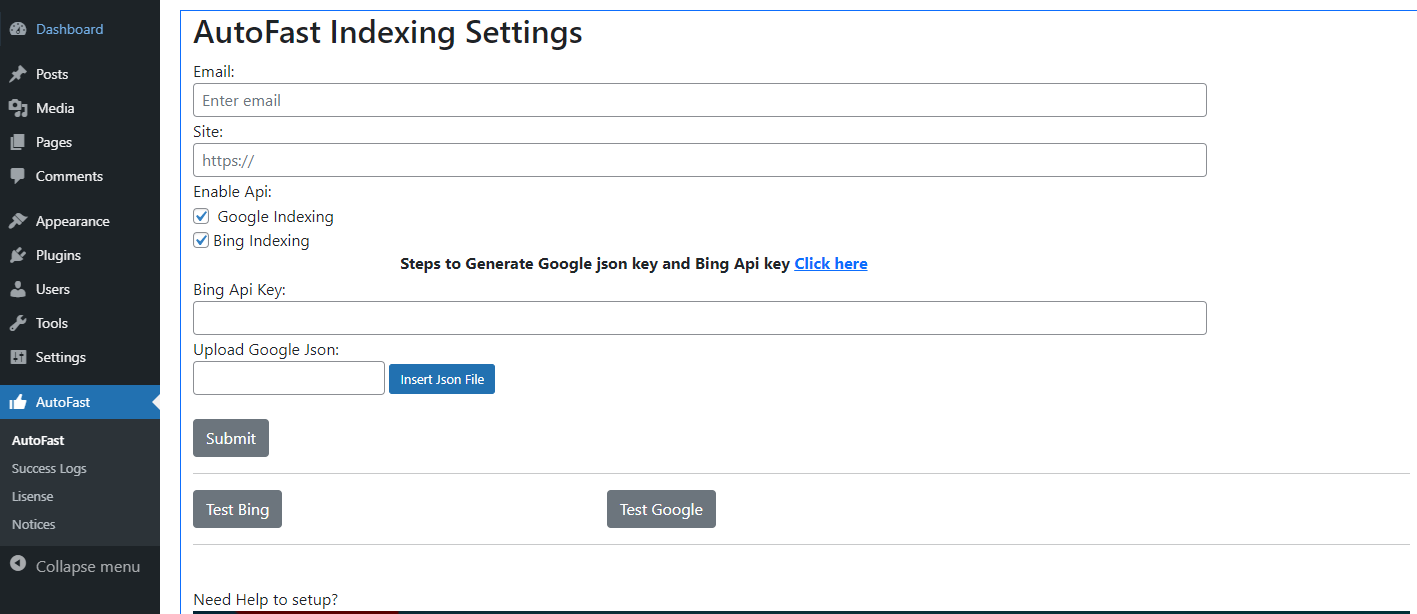 Dashboard
Posts
Media
Pages
Comments
Appearance
Plugins
Users
Tools
Settings
AutoFast
AutoFast
Success Logs
Lisense
Notices
Collapse menu
AutoFast Indexing Settings
Email:
Enter email
Site:
https://
Enable Api:
Google Indexing
Bing Indexing
Steps to Generate Google json key and Bing Api key Click here
Bing Api Key:
Upload Google Json:
Insert Json File
Submit
Test Bing
Test Google
Need Help to setup?